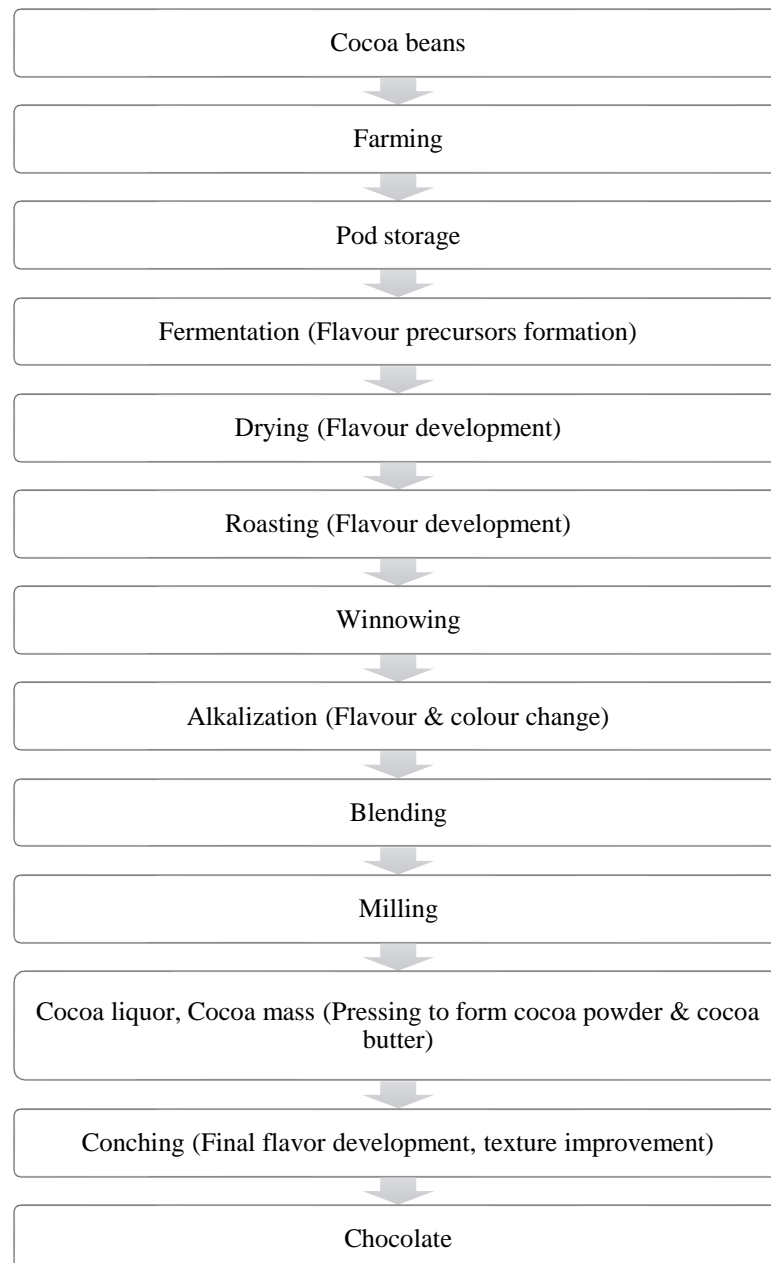 Cocoa beans
Farming
Pod storage
Fermentation (Flavour precursors formation)
Drying (Flavour development)
Roasting (Flavour development)
Winnowing
Alkalization (Flavour & colour change)
Blending
Milling
Cocoa liquor, Cocoa mass (Pressing to form cocoa powder & cocoa
butter)
Conching (Final flavor development, texture improvement)
Chocolate